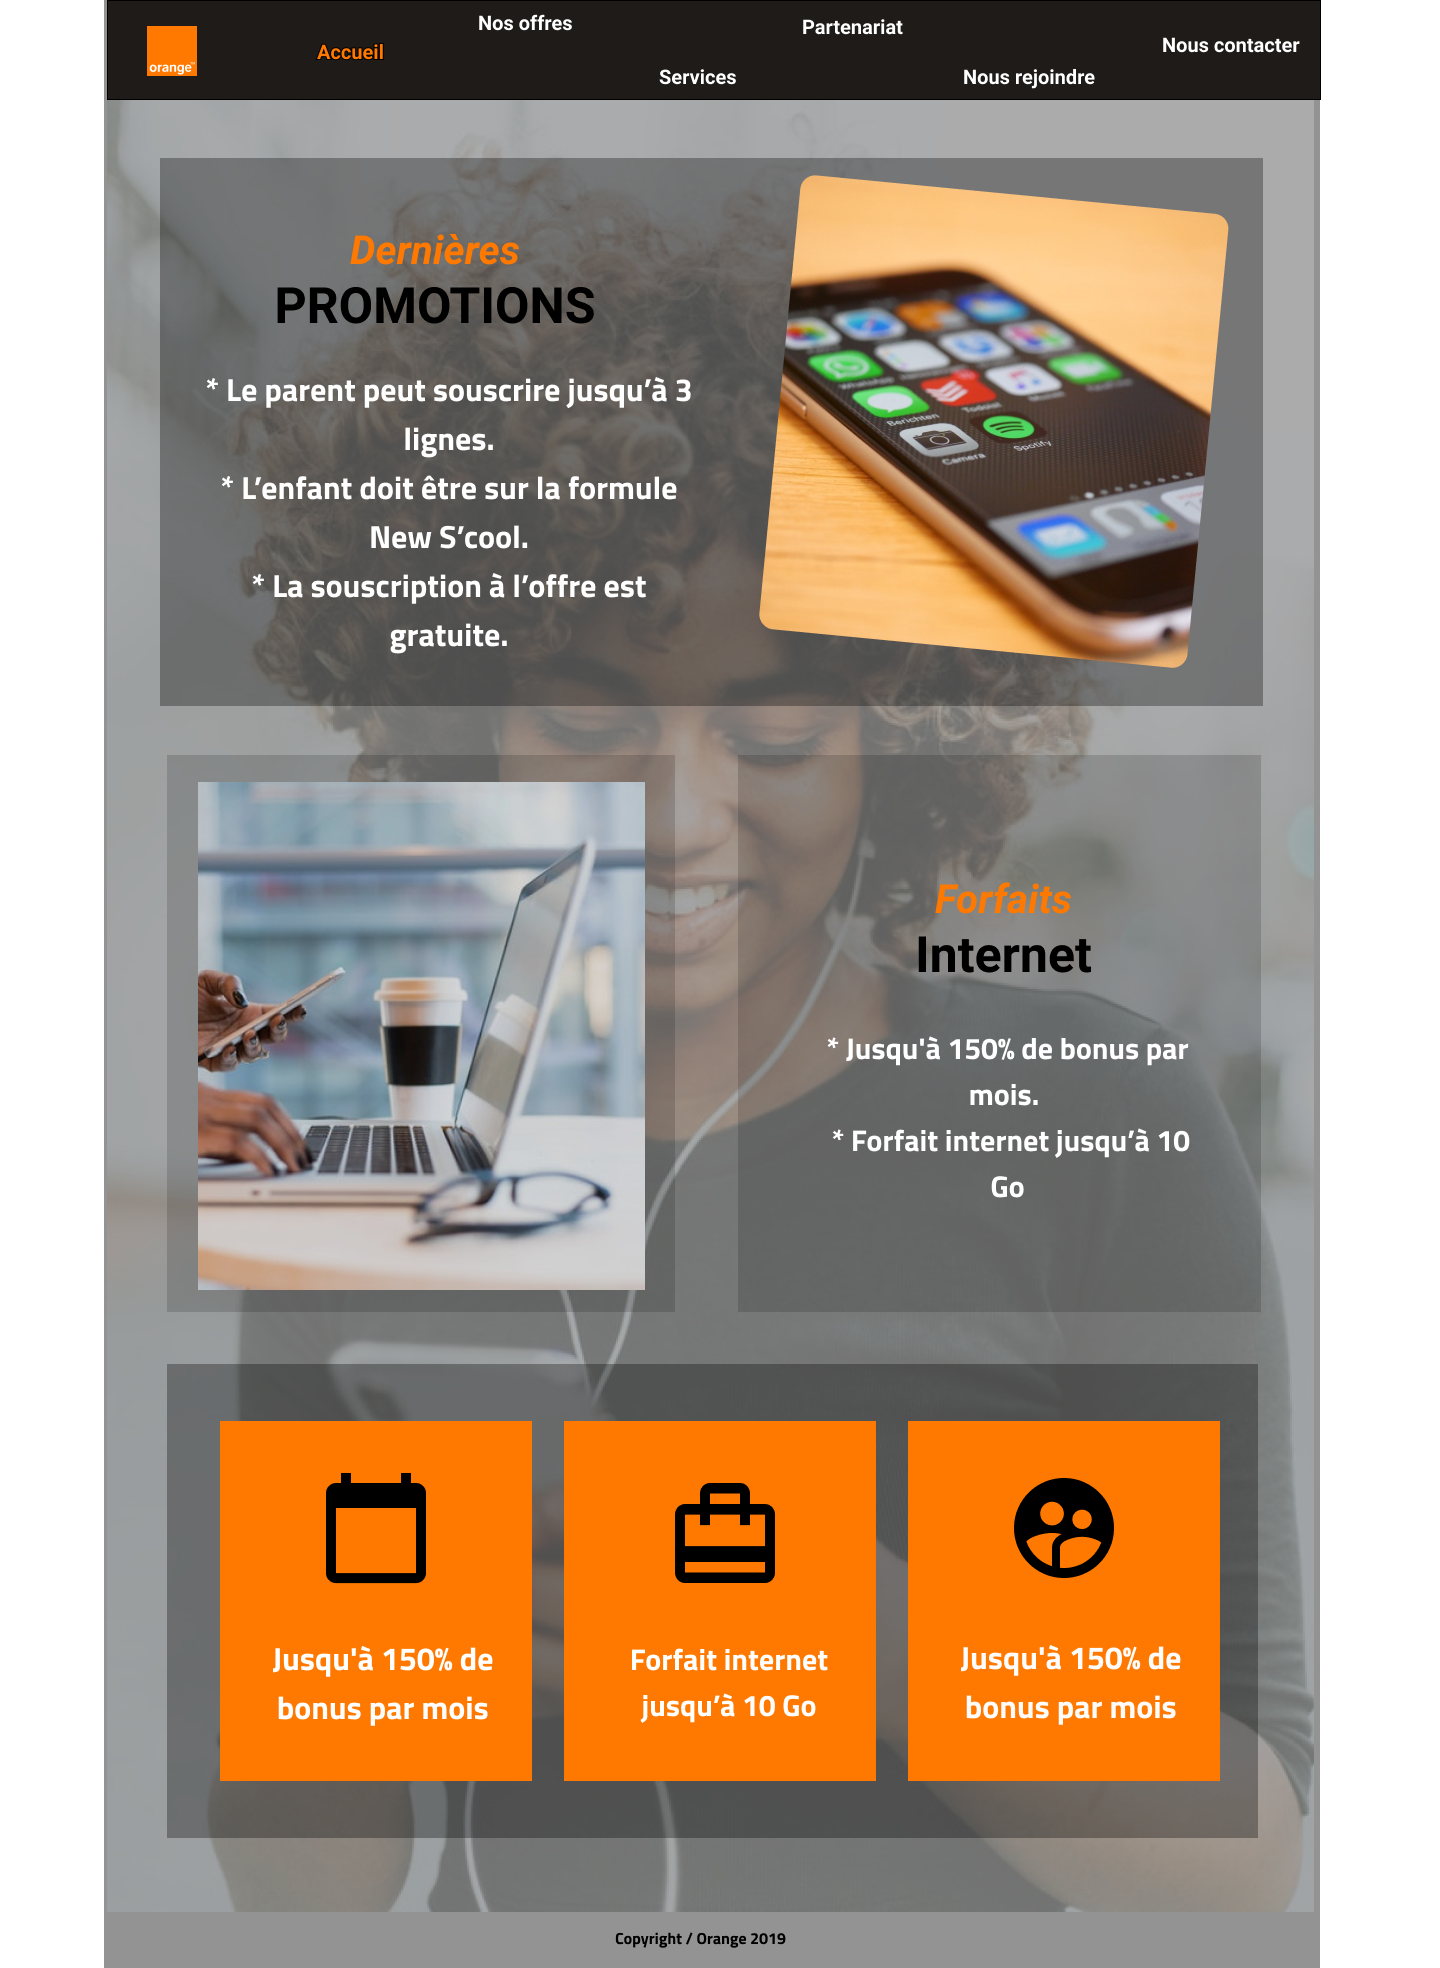 orange™
Accueil
Nos offres
Services
Partenariat
Nous rejoindre
Nous contacter
Dernières
PROMOTIONS
* Le parent peut souscrire jusqu’à 3
lignes.
* L’enfant doit être sur la formule
New S’cool.
* La souscription à l’offre est
gratuite.
WhatsApp
Berichten
Todoist
Camera
Spotify
Forfaits
Internet
* Jusqu'à 150% de bonus par
mois.
* Forfait internet jusqu’à 10
Go
Jusqu'à 150% de
bonus par mois
Forfait internet
jusqu’à 10 Go
Jusqu'à 150% de
bonus par mois
Copyright / Orange 2019